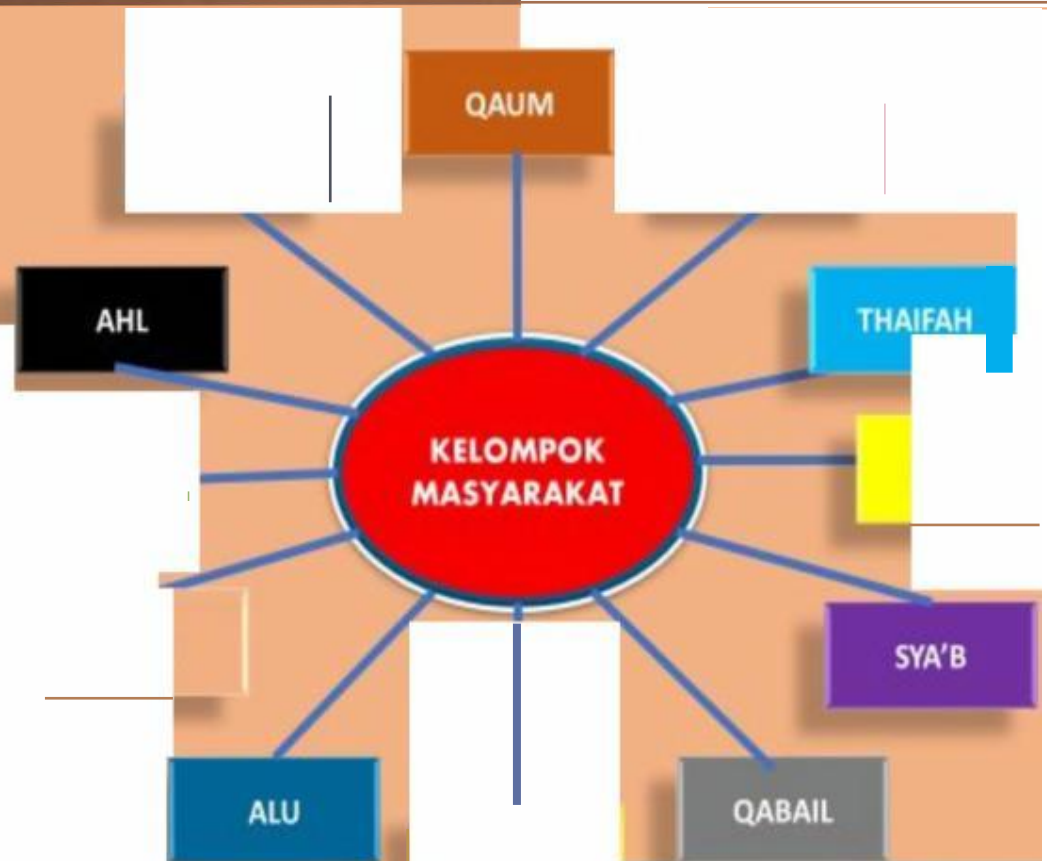 QAUM
AHL
THAIFAH
KELOMPOK
MASYARAKAT
SYA'B
ALU
QABAIL